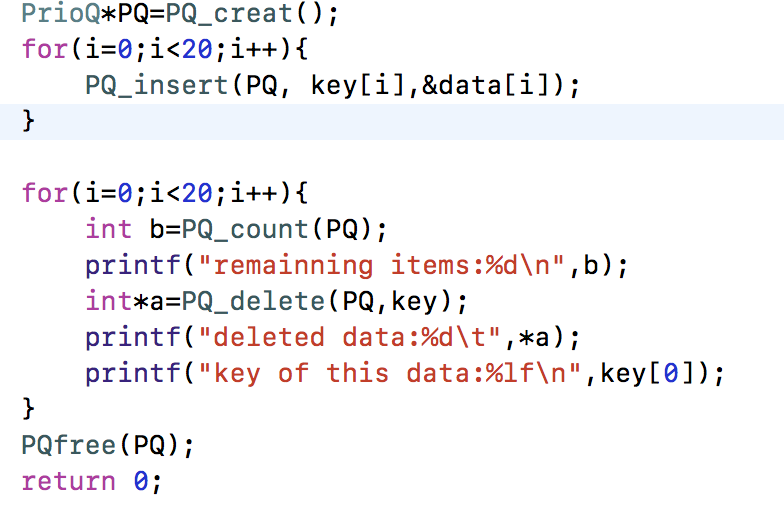 PrioQ*PQ=PQ_creat();
for(i=0;i<20;i++){
    PQ_insert(PQ, key[i],&data[i]);
}

for(i=0;i<20;i++){
    int b=PQ_count(PQ);
    printf("remainning items:%d\n",b);
    int*a=PQ_delete(PQ,key);
    printf("deleted data:%d\t",*a);
    printf("key of this data:%lf\n",key[0]);
}
PQfree(PQ);
return 0;